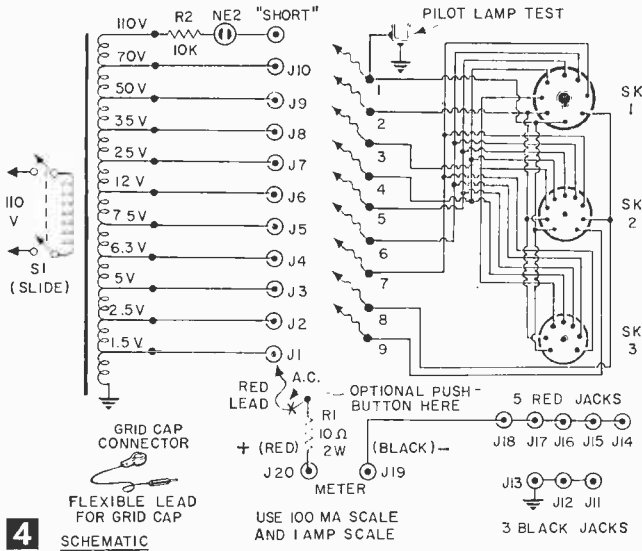 110V
R2
NE2
"SHORT"
10K
70V
J10
50V
J9
35V
J8
25V
J7
12V
J6
7.5V
J5
6.3V
J4
5V
J3
2.5V
J2
1.5V
J1
110
V
S1
(SLIDE)
PILOT LAMP TEST
1
2
3
4
5
6
7
8
9
SK
1
SK
2
SK
3
RED
LEAD
A.C.
OPTIONAL PUSH-
BUTTON HERE
R1
10Ω
2W
+ (RED)
(BLACK)–
J20
J19
METER
USE 100 MA SCALE
AND 1 AMP SCALE
5 RED JACKS
J18 J17 J16 J15 J14
J13
J12 J11
3 BLACK JACKS
GRID CAP
CONNECTOR
FLEXIBLE LEAD
FOR GRID CAP
4 SCHEMATIC